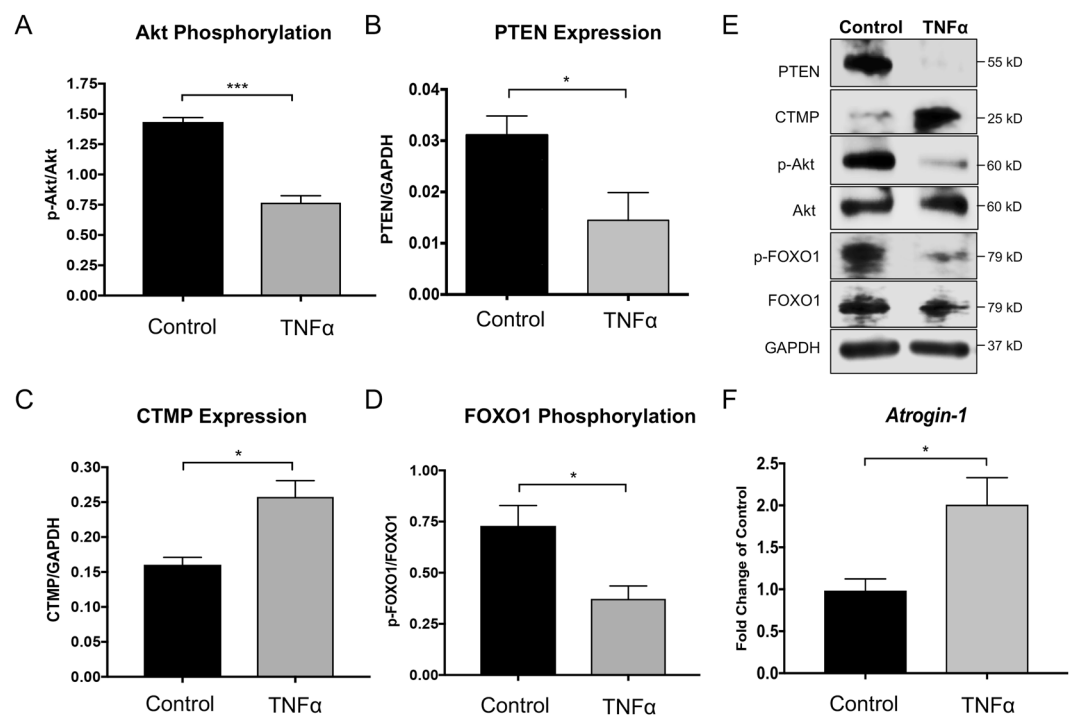 A
Akt Phosphorylation
***
p-Akt/Akt
1.75
1.50
1.25
1.00
0.75
0.50
0.25
0.00
Control
TNFα
B
PTEN Expression
*
PTEN/GAPDH
0.04
0.03
0.02
0.01
0.00
Control
TNFα
E
Control TNFα
PTEN 55 kD
CTMP 25 kD
p-Akt 60 kD
Akt 60 kD
p-FOXO1 79 kD
FOXO1 79 kD
GAPDH 37 kD
C
CTMP Expression
*
CTMP/GAPDH
0.30
0.25
0.20
0.15
0.10
0.05
0.00
Control
TNFα
D
FOXO1 Phosphorylation
*
p-FOXO1/FOXO1
1.00
0.75
0.50
0.25
0.00
Control
TNFα
F
Atrogin-1
*
Fold Change of Control
2.5
2.0
1.5
1.0
0.5
0.0
Control
TNFα